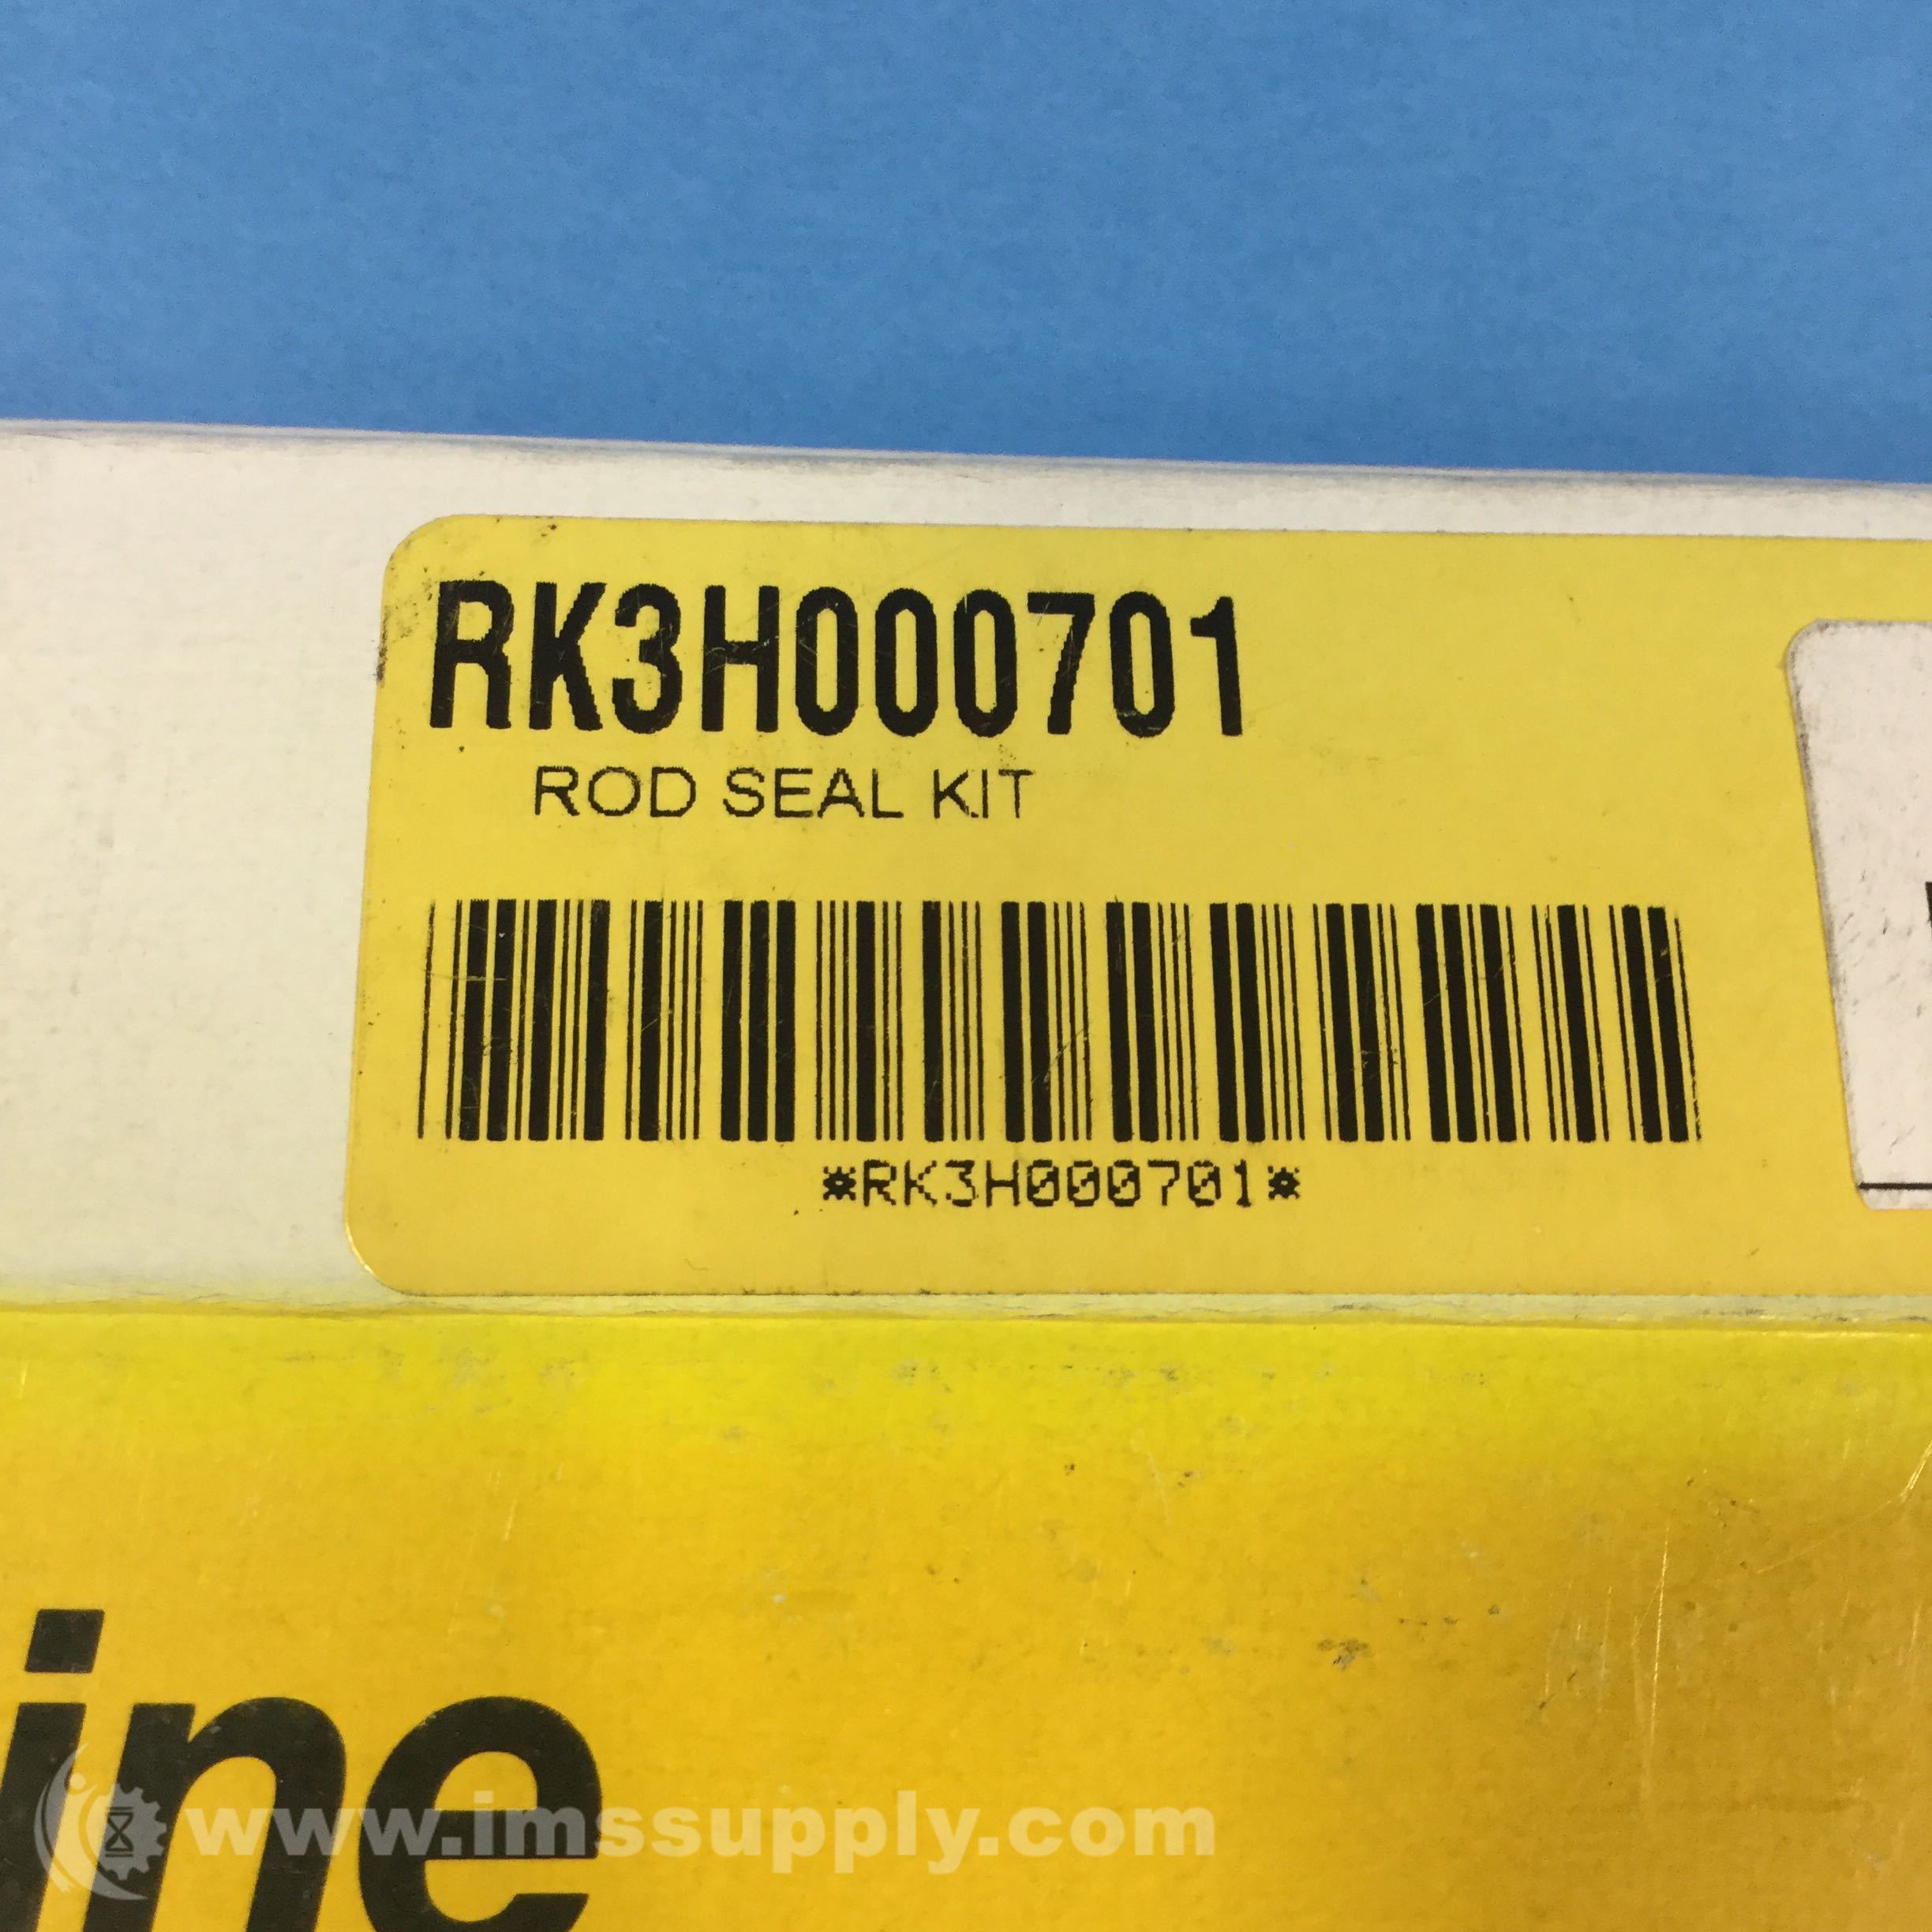 RK3H000701
ROD SEAL KIT
*RK3H000701*
ine
www.imssupply.com